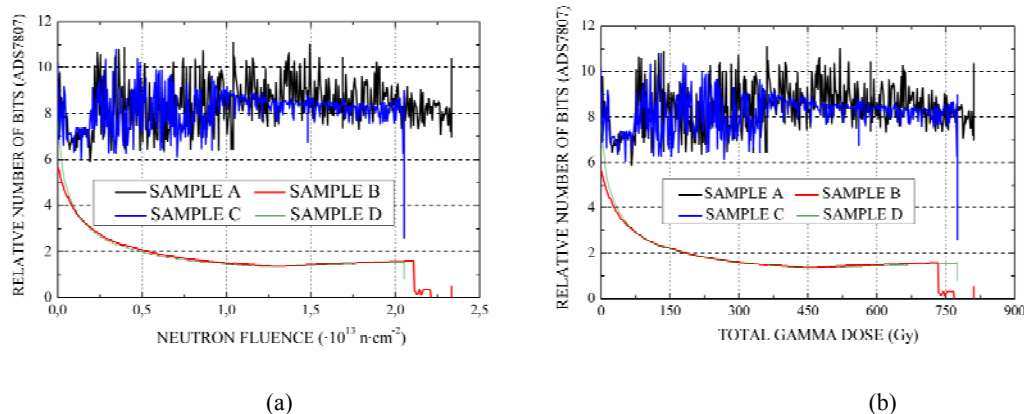 RELATIVE NUMBER OF BITS (ADS7807)
12
10
8
6
4
2
0
SAMPLE A SAMPLE B
SAMPLE C SAMPLE D
0,0 0,5 1,0 1,5 2,0 2,5
NEUTRON FLUENCE (·10¹³ n·cm⁻²)
(a)
RELATIVE NUMBER OF BITS (ADS7807)
12
10
8
6
4
2
0
SAMPLE A SAMPLE B
SAMPLE C SAMPLE D
0 150 300 450 600 750 900
TOTAL GAMMA DOSE (Gy)
(b)